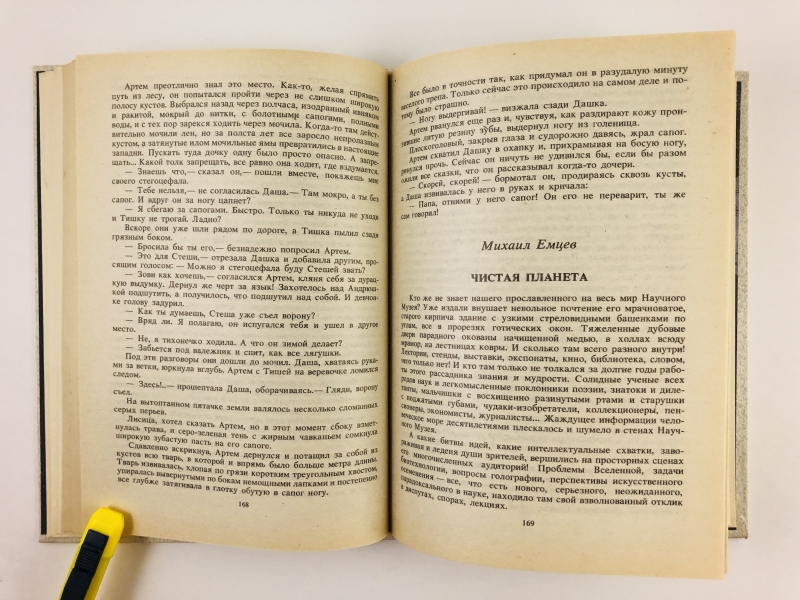 Артем преотлично знал это место. Как-то, желая спрямить
путь из лесу, он попытался пройти через не слишком широкую
полосу кустов. Выбрался назад через полчаса, изодранный ивняком
и ракитой, мокрый до нитки, с болотными сапогами, полными
воды, и с тех пор зарекся ходить через мочила. Когда-то там дейст-
вительно мочили лен, но за полста лет все заросло непролазным
кустарником, а затянутые илом мочильные ямы превратились в настоящие
западни. Пускать туда дочку одну было просто опасно. А запре-
щать... Какой толк запрещать, все равно она ходит, где вздумается.
— Знаешь что,— сказал он,— пошли вместе, покажешь мне
своего стегоцефала.
— Тебе нельзя,— не согласилась Даша.— Там мокро, а ты без
сапог. И вдруг он за ногу цапнет?
— Я сбегаю за сапогами. Быстро. Только ты никуда не уходи
и Тишку не трогай. Ладно?
Вскоре они уже шли рядом по дороге, а Тишка пылил сзади
грязным боком.
— Бросила бы ты его,— безнадежно попросил Артем.
— Это для Стеши,— отрезала Дашка и добавила другим, про-
сящим голосом: — Можно я стегоцефала буду Стешей звать?
— Зови как хочешь,— согласился Артем, кляня себя за дурац-
кую выдумку. Дернул же черт за язык! Захотелось над Андрюш-
кой подшутить, а получилось, что подшутил над собой. И девчон-
ке голову задурил.
— Как ты думаешь, Стеша уже съел ворону?
— Вряд ли. Я полагаю, он испугался тебя и ушел в другое
место.
— Не, я тихонечко ходила. А что он зимой делает?
— Забьется под валежник и спит, как все лягушки.
Под эти разговоры они дошли до мочил. Даша, хватаясь рука-
ми за ветки, юркнула вглубь. Артем с Тишей на веревочке ломился
следом.
— Здесь!..— прошептала Даша, оборачиваясь.— Гляди, ворону
съел.
На вытоптанном пятачке земли валялось несколько сломанных
серых перьев.
Лисица, хотел сказать Артем, но в этот момент сбоку измет-
нулась трава, и серо-зеленая тень с жирным чавканьем сомкнула
широкую зубастую пасть на его сапоге.
Сдавленно вскрикнув, Артем дернулся и потащил за собой из
кустов всю тварь, в которой и впрямь было больше метра длины.
Тварь извивалась, хлопая по грязи коротким треугольным хвостом,
упиралась вывернутыми по бокам немощными лапками и постепенно
все глубже затягивала в глотку обутую в сапог ногу.
168
Все было в точности так, как придумал он в разудалую минуту
веселого трепа. Только сейчас это происходило на самом деле и по-
тому было страшно.
— Ногу выдергивай! — визжала сзади Дашка.
Артем рванулся еще раз и, чувствуя, как раздирают кожу прон-
зившие литую резину зубы, выдернул ногу из голенища.
Плоскоголовый, закрыв глаза и судорожно давясь, жрал сапог.
Артем схватил Дашку в охапку и, прихрамывая на босую ногу,
ринулся прочь. Сейчас он ничуть не удивился бы, если бы разом
ожили все сказки, что он рассказывал когда-то дочери.
— Скорей, скорей! — бормотал он, продираясь сквозь кусты,
а Даша извивалась у него в руках и кричала:
— Папа, отними у него сапог! Он его не переварит, ты же
сам говорил!
Михаил Емцев
ЧИСТАЯ ПЛАНЕТА
Кто же не знает нашего прославленного на весь мир Научного
Музея? Уже издали внушает невольное почтение его мрачноватое,
старого кирпича здание с узкими стреловидными башенками по
углам, все в прорезях готических окон. Тяжеленные дубовые
двери парадного окованы начищенной медью, в холлах всюду
мрамор, на лестницах ковры. И сколько там всего разного внутри!
Лектории, стенды, выставки, экспонаты, кино, библиотека, словом,
чего только нет! И кто там только не толкался за долгие годы рабо-
ты этого рассадника знания и мудрости. Солидные ученые всех
родов наук и легкомысленные поклонники поэзии, знатоки и диле-
танты, мальчишки с восхищенно разинутыми ртами и старушки
с поджатыми губами, чудаки-изобретатели, коллекционеры, пен-
сионеры, экономисты, журналисты... Жаждущее информации чело-
веческое море десятилетиями плескалось и шумело в стенах Науч-
ного Музея.
А какие битвы идей, какие интеллектуальные схватки, завo-
раживая и леденя души зрителей, вершились на просторных сценах
его многочисленных аудиторий! Проблемы Вселенной, задачи
биотехнологии, вопросы голографии, перспективы искусственного
осеменения — все, что есть нового, серьезного, неожиданного,
парадоксального в науке, находило там свой взволнованный отклик
в диспутах, спорах, лекциях.
169